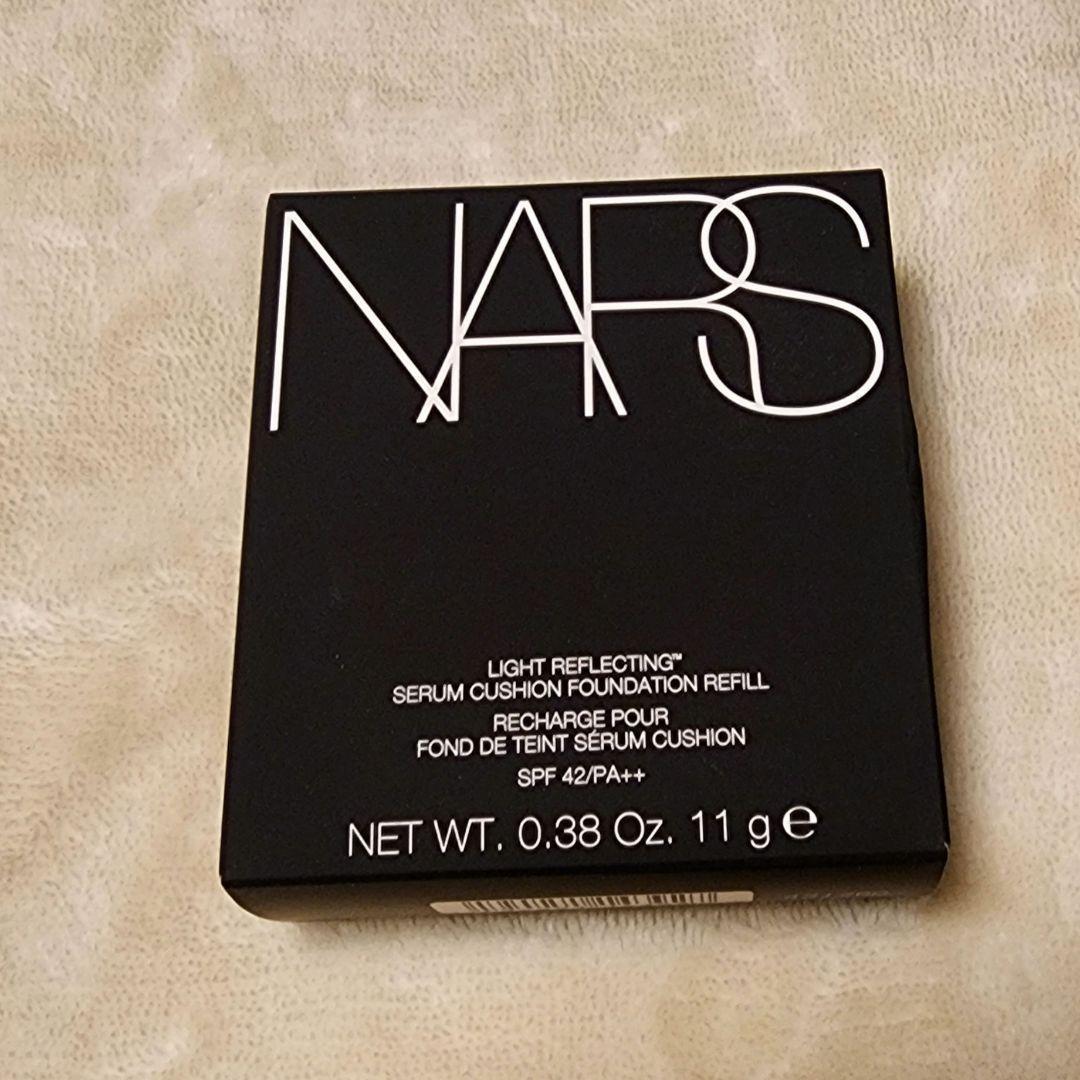 NARS
LIGHT REFLECTING™
SERUM CUSHION FOUNDATION REFILL
RECHARGE POUR
FOND DE TEINT SÉRUM CUSHION
SPF 42/PA++
NET WT. 0.38 Oz. 11 g ℮